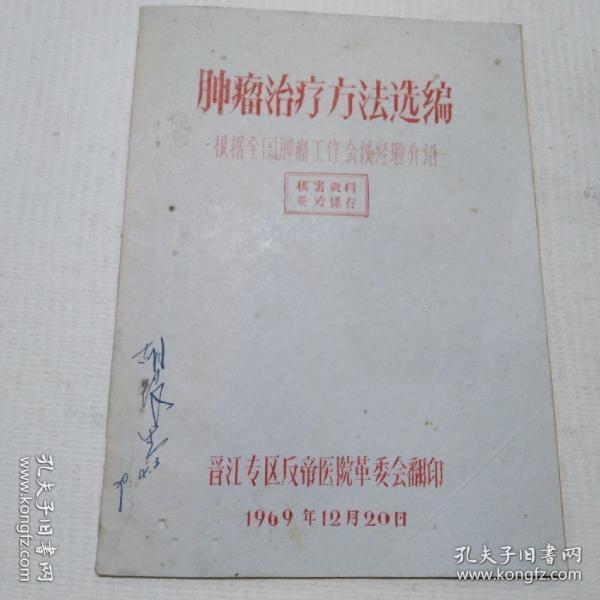 肿瘤治疗方法选编
根据全国肿瘤工作会议经验介绍
机密资料
妥为保存
70.4.3
晋江专区反帝医院革委会翻印
1969年12月20日
孔夫子旧书网
孔夫子旧书网
www.kongfz.com